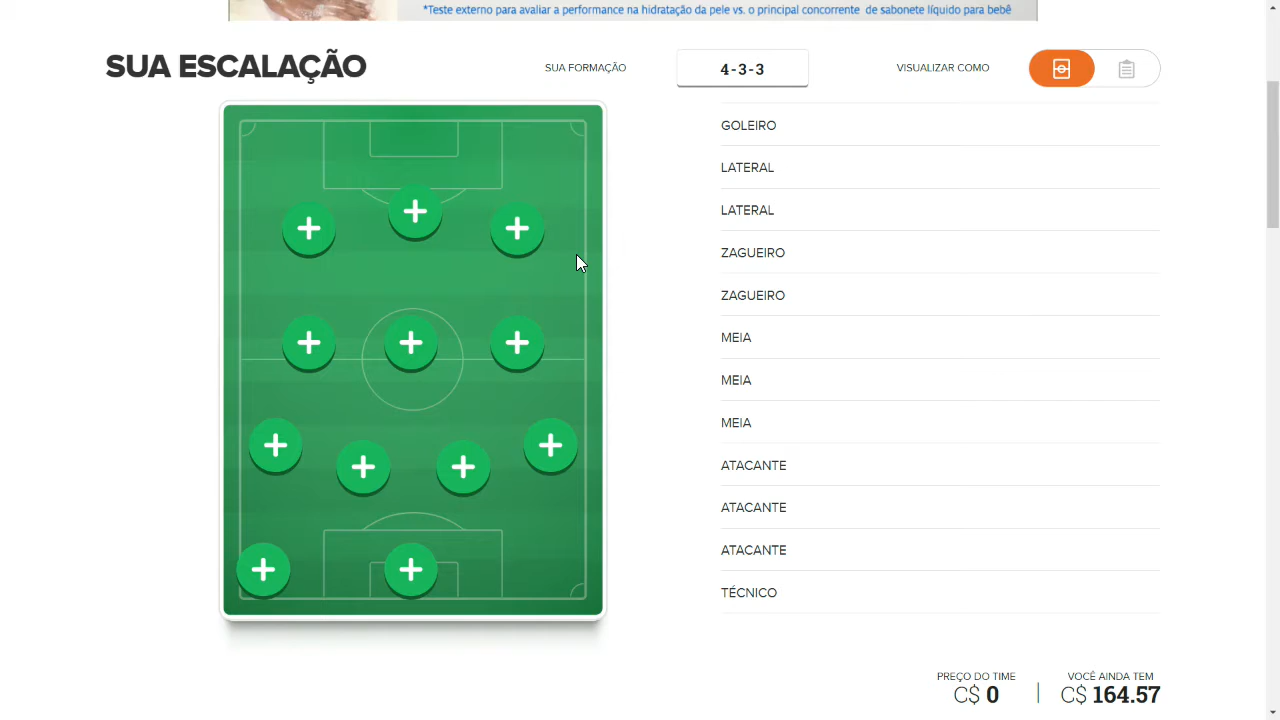 *Teste externo para avaliar a performance na hidratação da pele vs. o principal concorrente de sabonete líquido para bebê
SUA ESCALAÇÃO
SUA FORMAÇÃO
4-3-3
VISUALIZAR COMO
GOLEIRO
LATERAL
LATERAL
ZAGUEIRO
ZAGUEIRO
MEIA
MEIA
MEIA
ATACANTE
ATACANTE
ATACANTE
TÉCNICO
PREÇO DO TIME
C$ 0
VOCÊ AINDA TEM
C$ 164.57